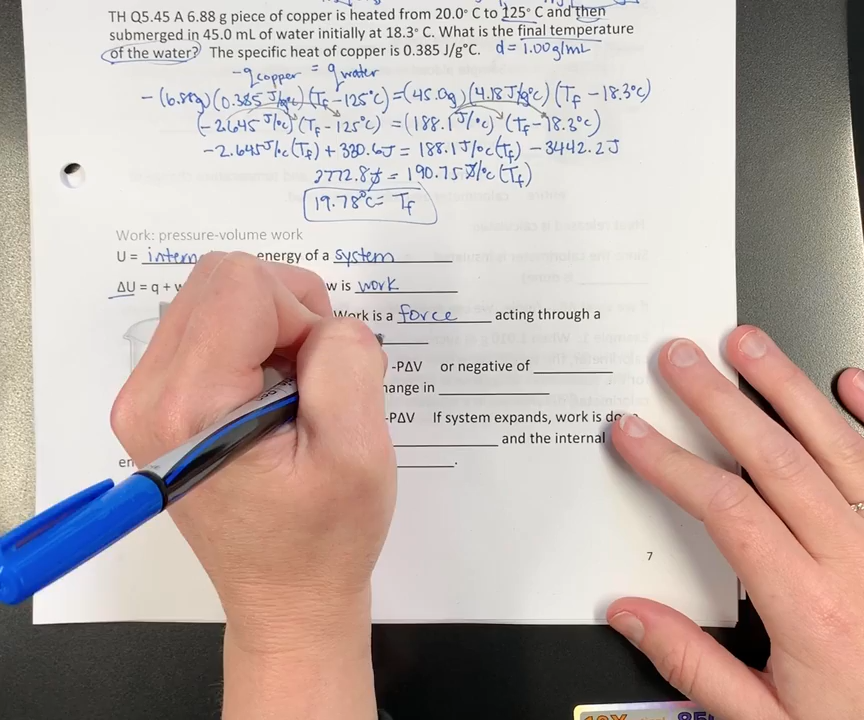 TH Q5.45 A 6.88 g piece of copper is heated from 20.0° C to 125° C and then
submerged in 45.0 mL of water initially at 18.3° C. What is the final temperature
of the water? The specific heat of copper is 0.385 J/g°C. d = 1.00g/mL
-q copper = q water
- (6.88g) (0.385 J/g°C) (Tf - 125°C) = (45.0g) (4.18 J/g°C) (Tf - 18.3°C)
(-2.645 J/°C) (Tf - 125°C) = (188.1 J/°C) (Tf - 18.3°C)
-2.645 J/°C (Tf) + 330.6J = 188.1 J/°C (Tf) - 3442.2 J
3772.8 J = 190.75 J/°C (Tf)
19.78°C = Tf
Work: pressure-volume work
U = intern energy of a system
ΔU = q + w is work
Work is a force acting through a
-PΔV or negative of
in
-PΔV If system expands, work is
and the internal
7